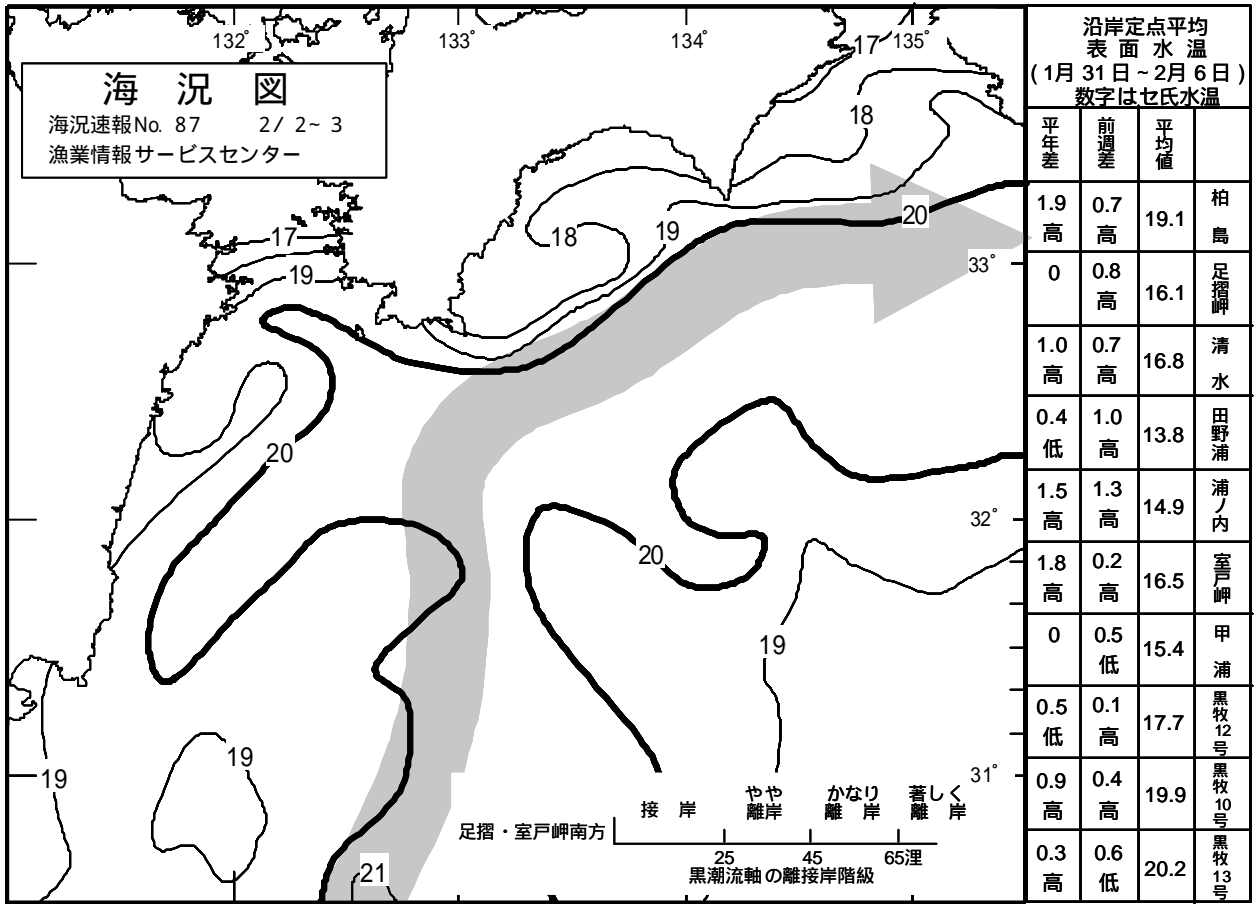 132°
133°
134°
135°
海 況 図
海況速報No. 87 2/ 2~ 3
漁業情報サービスセンター
17
18
20
19
18
17
19
33°
20
32°
20
19
19
19
31°
21
接 岸
やや
離岸
かなり
離 岸
著しく
離 岸
足摺・室戸岬南方
25 45 65浬
黒潮流軸の離接岸階級
沿岸定点平均
表 面 水 温
( 1月 31 日 ~ 2月 6 日 )
数字はセ氏水温
平年差 前週差 平均値
1.9高 0.7高 19.1 柏島
0 0.8高 16.1 足摺岬
1.0高 0.7高 16.8 清水
0.4低 1.0高 13.8 田野浦
1.5高 1.3高 14.9 浦ノ内
1.8高 0.2高 16.5 室戸岬
0 0.5低 15.4 甲浦
0.5低 0.1高 17.7 黒牧12号
0.9高 0.4高 19.9 黒牧10号
0.3高 0.6低 20.2 黒牧13号